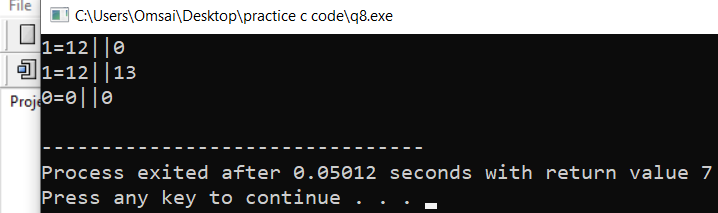 File
C:\Users\Omsai\Desktop\practice c code\q8.exe
1=12||0
1=12||13
Proje
0=0||0
--------------------------------
Process exited after 0.05012 seconds with return value 7
Press any key to continue . . .